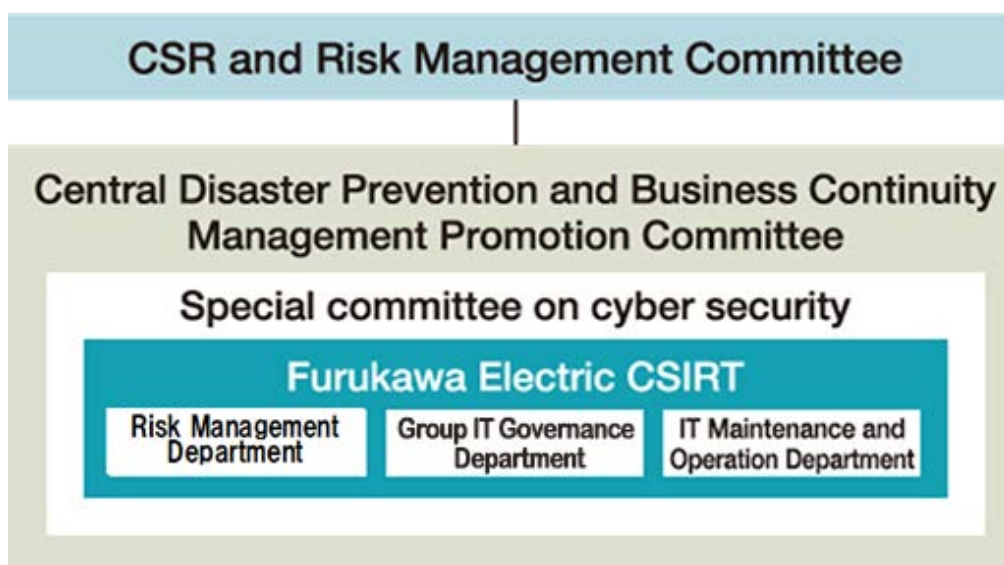 CSR and Risk Management Committee
Central Disaster Prevention and Business Continuity
Management Promotion Committee
Special committee on cyber security
Furukawa Electric CSIRT
Risk Management
Department
Group IT Governance
Department
IT Maintenance and
Operation Department